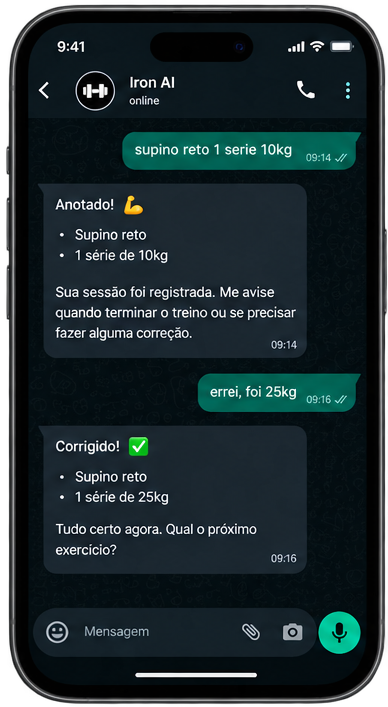 9:41
Iron AI
online
supino reto 1 serie 10kg 09:14
Anotado! 💪
• Supino reto
• 1 série de 10kg
Sua sessão foi registrada. Me avise
quando terminar o treino ou se precisar
fazer alguma correção.
09:14
errei, foi 25kg 09:16
Corrigido! ✅
• Supino reto
• 1 série de 25kg
Tudo certo agora. Qual o próximo
exercício?
09:16
Mensagem